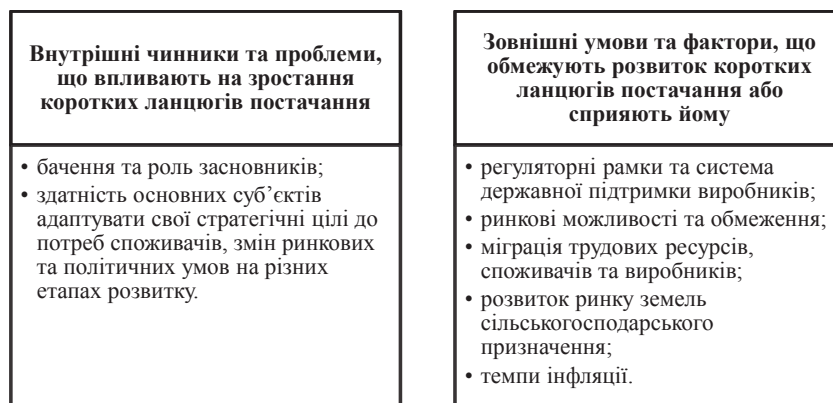 Внутрішні чинники та проблеми,
що впливають на зростання
коротких ланцюгів постачання
• бачення та роль засновників;
• здатність основних суб’єктів
адаптувати свої стратегічні цілі до
потреб споживачів, змін ринкових
та політичних умов на різних
етапах розвитку.
Зовнішні умови та фактори, що
обмежують розвиток коротких
ланцюгів постачання або
сприяють йому
• регуляторні рамки та система
державної підтримки виробників;
• ринкові можливості та обмеження;
• міграція трудових ресурсів,
споживачів та виробників;
• розвиток ринку земель
сільськогосподарського
призначення;
• темпи інфляції.